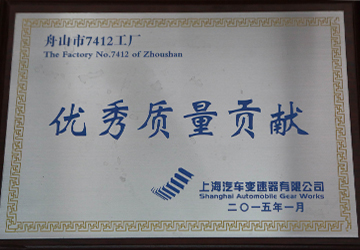 舟山市7412工厂
The Factory No.7412 of Zhoushan
优秀质量贡献
上海汽车变速器有限公司
Shanghai Automobile Gear Works
二〇一五年一月